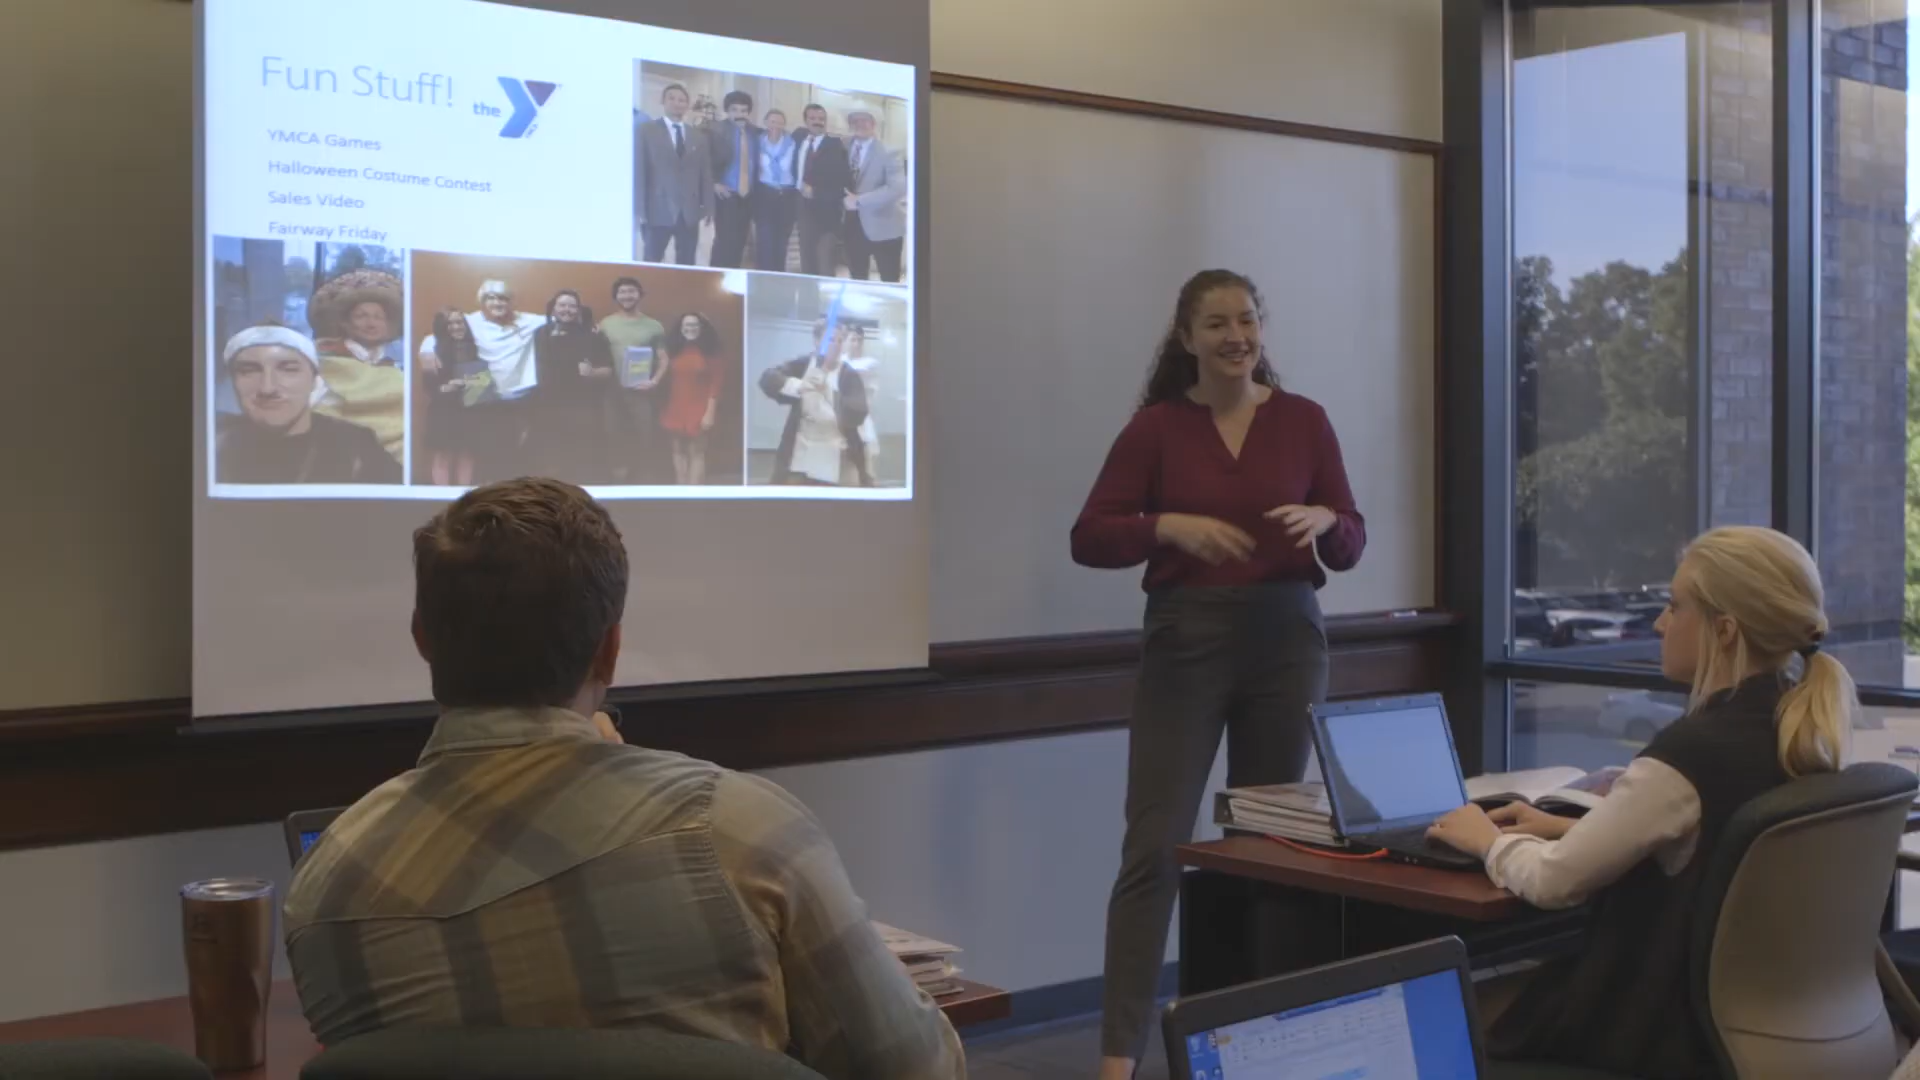 Fun Stuff!
the Y
YMCA Games
Halloween Costume Contest
Sales Video
Fairway Friday